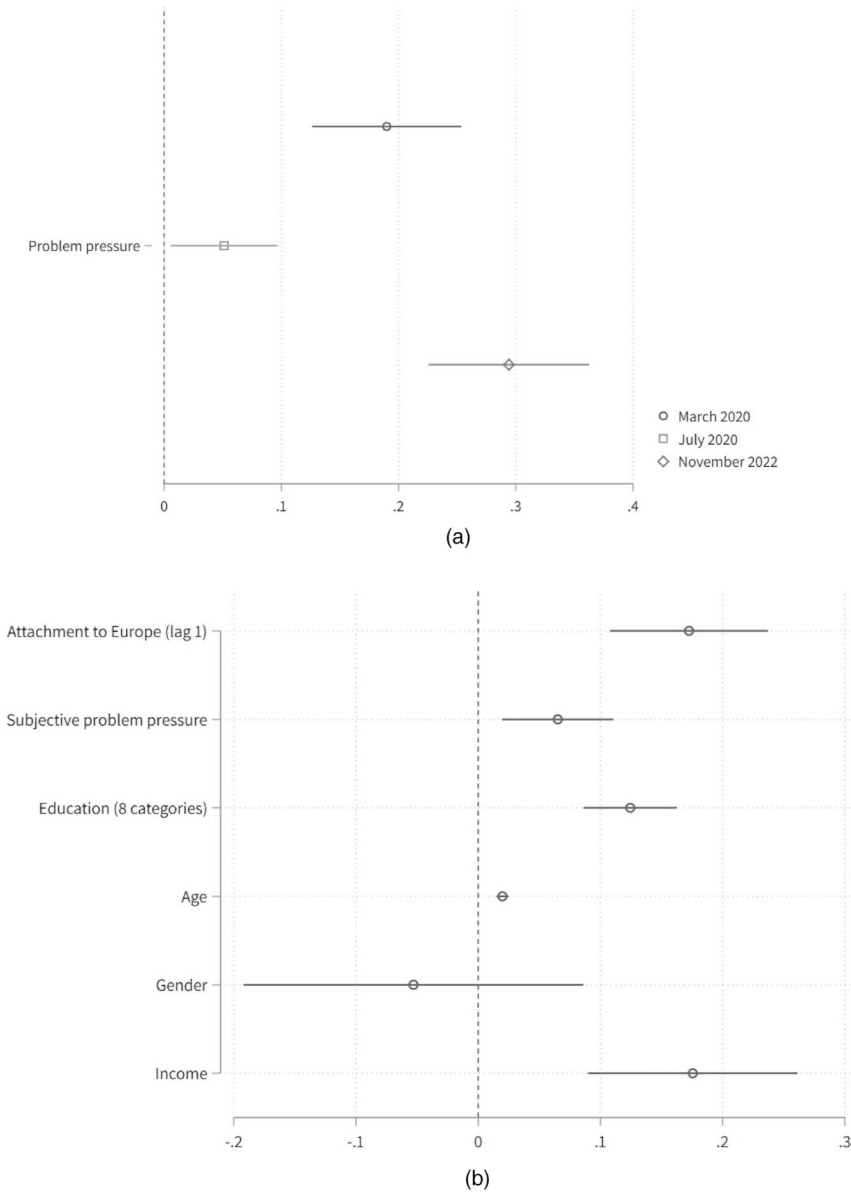 Problem pressure
March 2020
July 2020
November 2022
0 .1 .2 .3 .4
(a)
Attachment to Europe (lag 1)
Subjective problem pressure
Education (8 categories)
Age
Gender
Income
-.2 -.1 0 .1 .2 .3
(b)